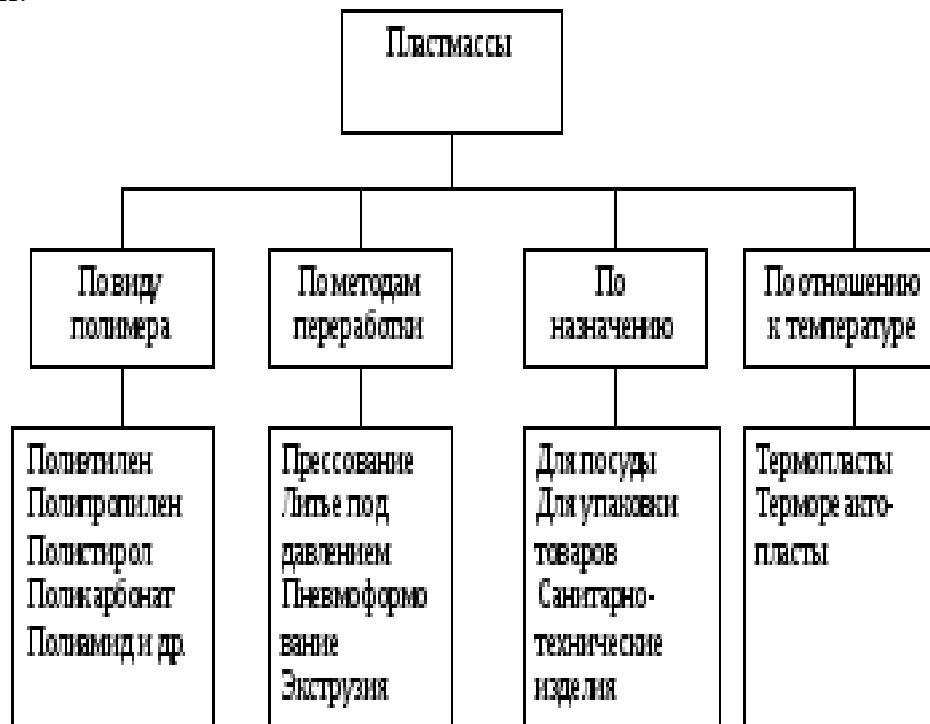 Пластмассы
По виду
полимера
По методам
переработки
По
назначению
По отношению
к температуре
Полиэтилен
Полипропилен
Полистирол
Поликарбонат
Полиамид и др.
Прессование
Литье под
давлением
Пневмоформо
вание
Экструзия
Для посуды
Для упаковки
товаров
Санитарно-
технические
изделия
Термопласты
Термореакто-
пласты